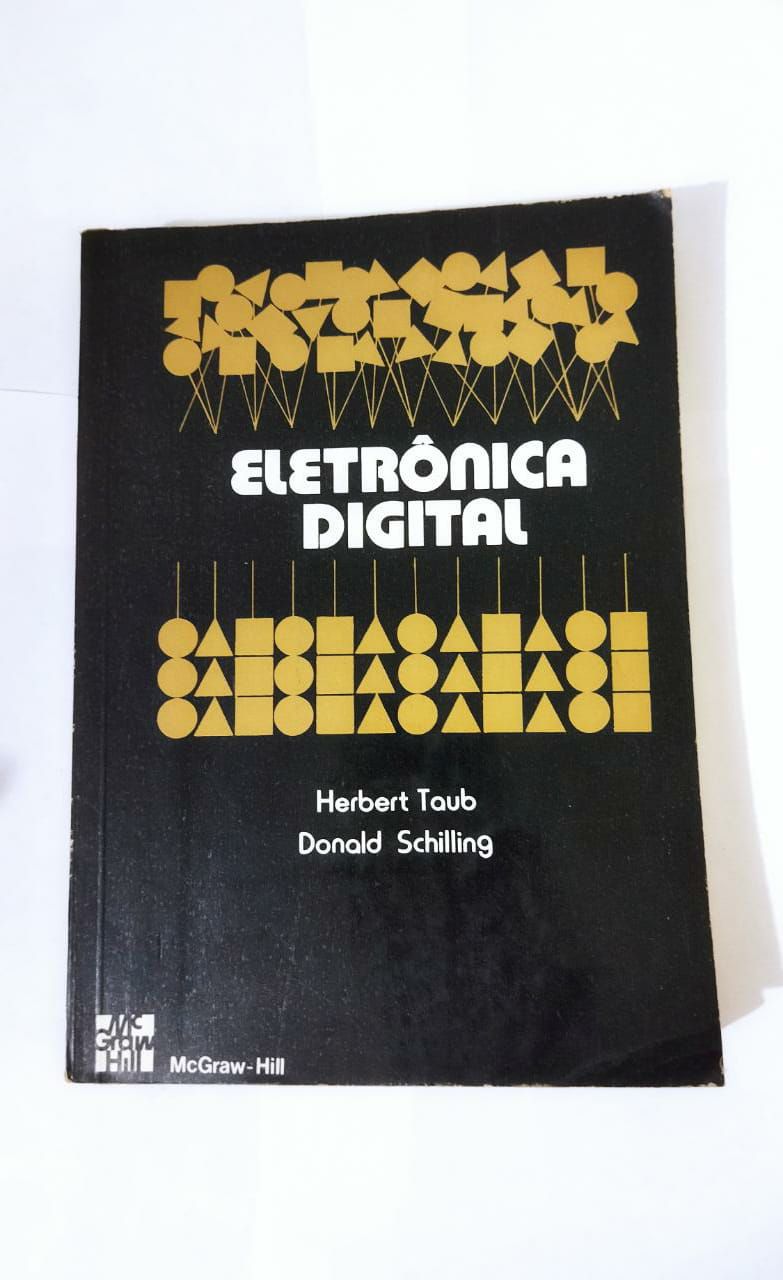 ELETRÔNICA
DIGITAL
Herbert Taub
Donald Schilling
Mc
Graw
Hill
McGraw-Hill